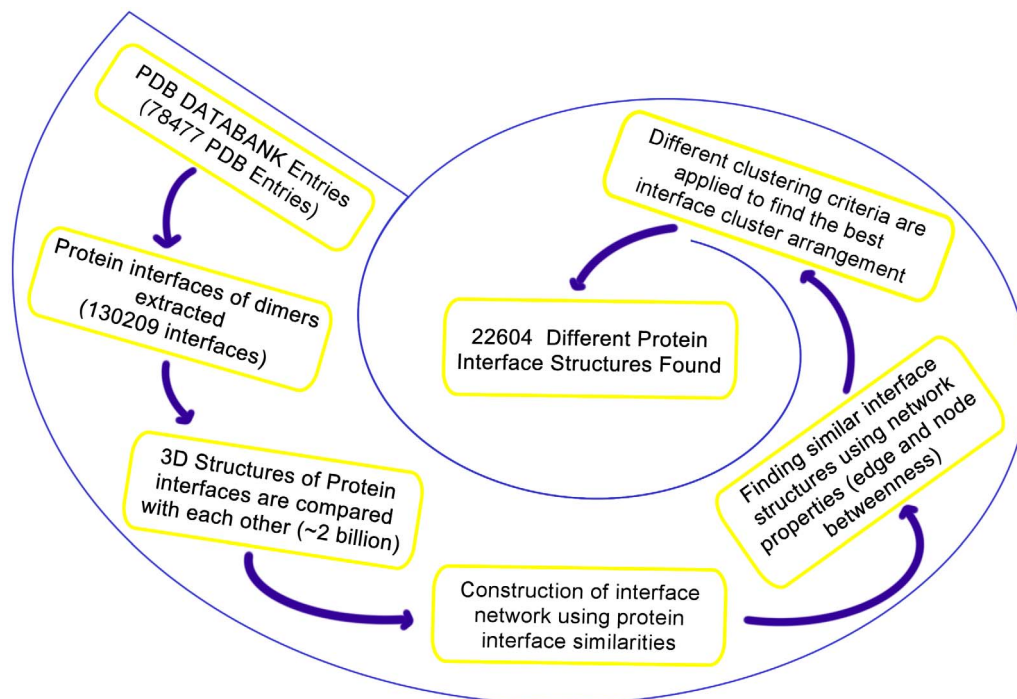 PDB DATABANK Entries
(78477 PDB Entries)
Protein interfaces of dimers
extracted
(130209 interfaces)
3D Structures of Protein
interfaces are compared
with each other (~2 billion)
Construction of interface
network using protein
interface similarities
Finding similar interface
structures using network
properties (edge and node
betweenness)
Different clustering criteria are
applied to find the best
interface cluster arrangement
22604 Different Protein
Interface Structures Found